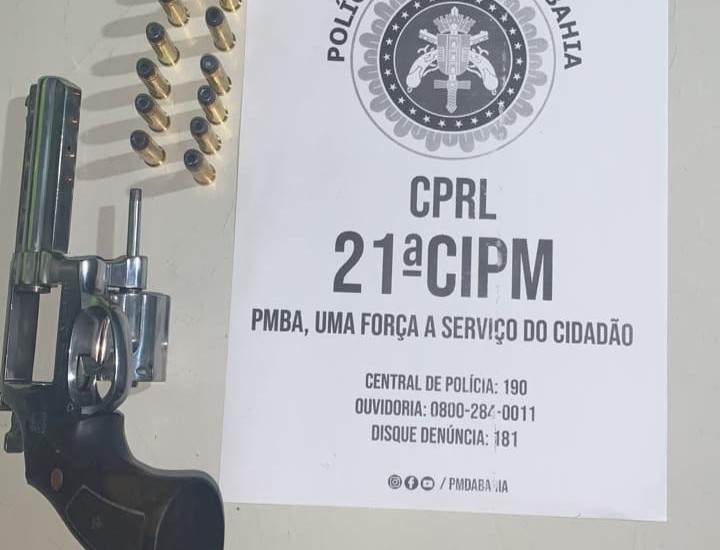 BAHIA
CPRL
21ªCIPM
PMBA, UMA FORÇA A SERVIÇO DO CIDADÃO
CENTRAL DE POLÍCIA: 190
OUVIDORIA: 0800-284-0011
DISQUE DENÚNCIA: 181
/ PMDABAHIA